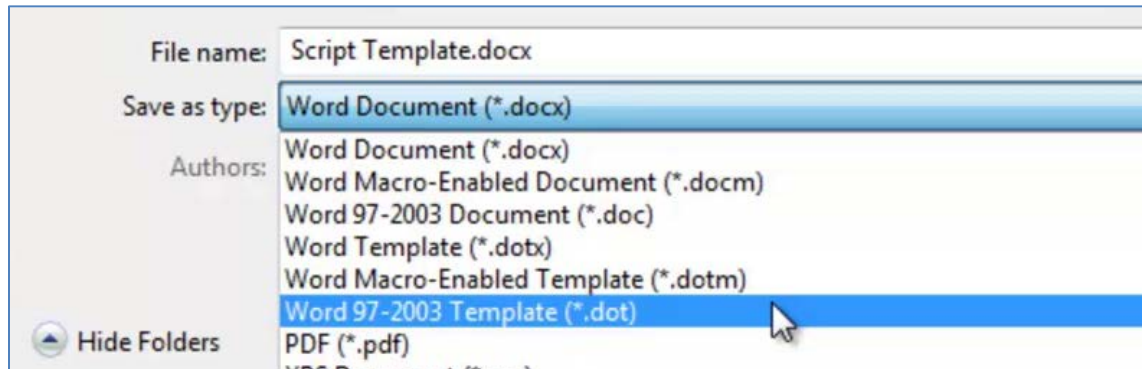 File name: Script Template.docx
Save as type: Word Document (*.docx)
Authors:
Word Document (*.docx)
Word Macro-Enabled Document (*.docm)
Word 97-2003 Document (*.doc)
Word Template (*.dotx)
Word Macro-Enabled Template (*.dotm)
Word 97-2003 Template (*.dot)
Hide Folders
PDF (*.pdf)